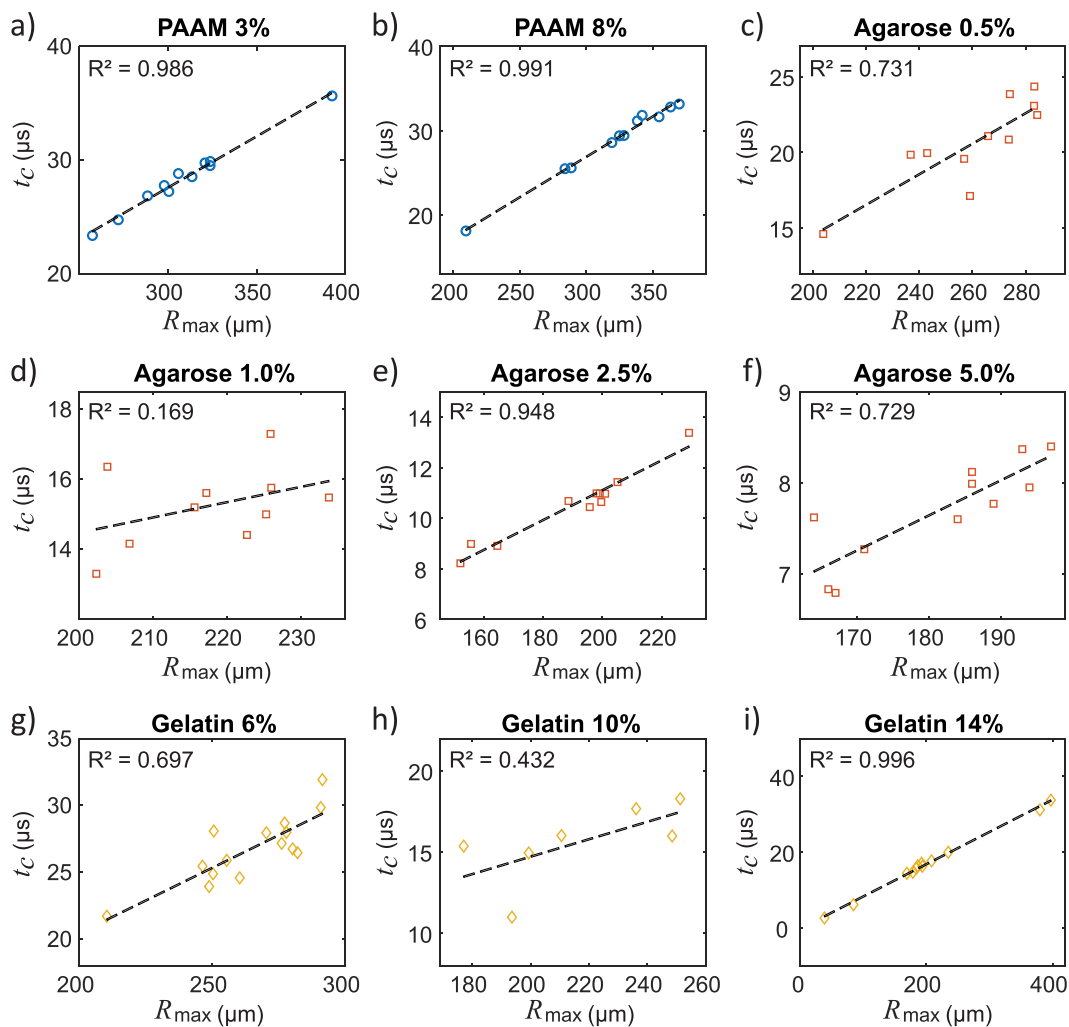 a) PAAM 3%
R² = 0.986
40
30
20
t_C (µs)
300 400
R_max (µm)
b) PAAM 8%
R² = 0.991
40
30
20
t_C (µs)
200 250 300 350
R_max (µm)
c) Agarose 0.5%
R² = 0.731
25
20
15
t_C (µs)
200 220 240 260 280
R_max (µm)
d) Agarose 1.0%
R² = 0.169
18
16
14
t_C (µs)
200 210 220 230
R_max (µm)
e) Agarose 2.5%
R² = 0.948
14
12
10
8
6
t_C (µs)
160 180 200 220
R_max (µm)
f) Agarose 5.0%
R² = 0.729
9
8
7
t_C (µs)
170 180 190
R_max (µm)
g) Gelatin 6%
R² = 0.697
35
30
25
20
t_C (µs)
200 250 300
R_max (µm)
h) Gelatin 10%
R² = 0.432
20
15
10
t_C (µs)
180 200 220 240 260
R_max (µm)
i) Gelatin 14%
R² = 0.996
40
20
0
t_C (µs)
0 100 200 300 400
R_max (µm)